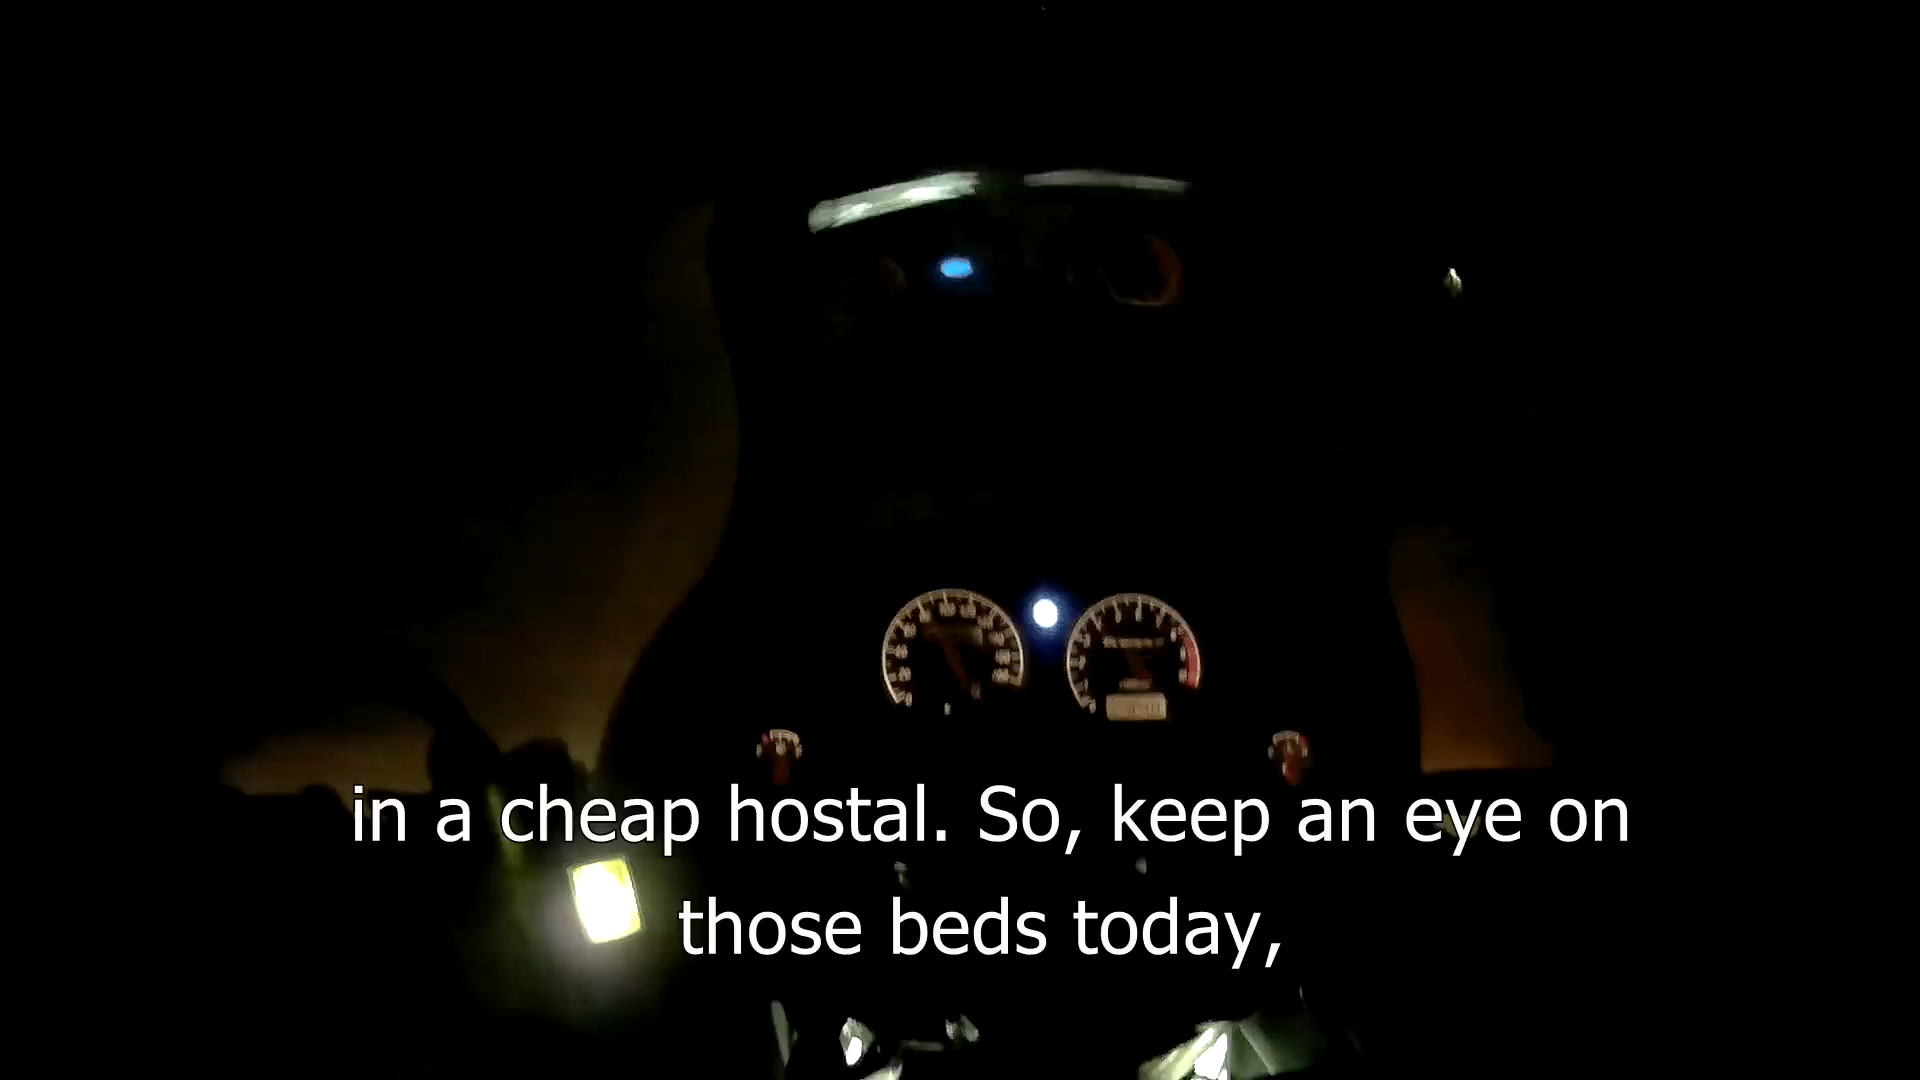 in a cheap hostal. So, keep an eye on
those beds today,